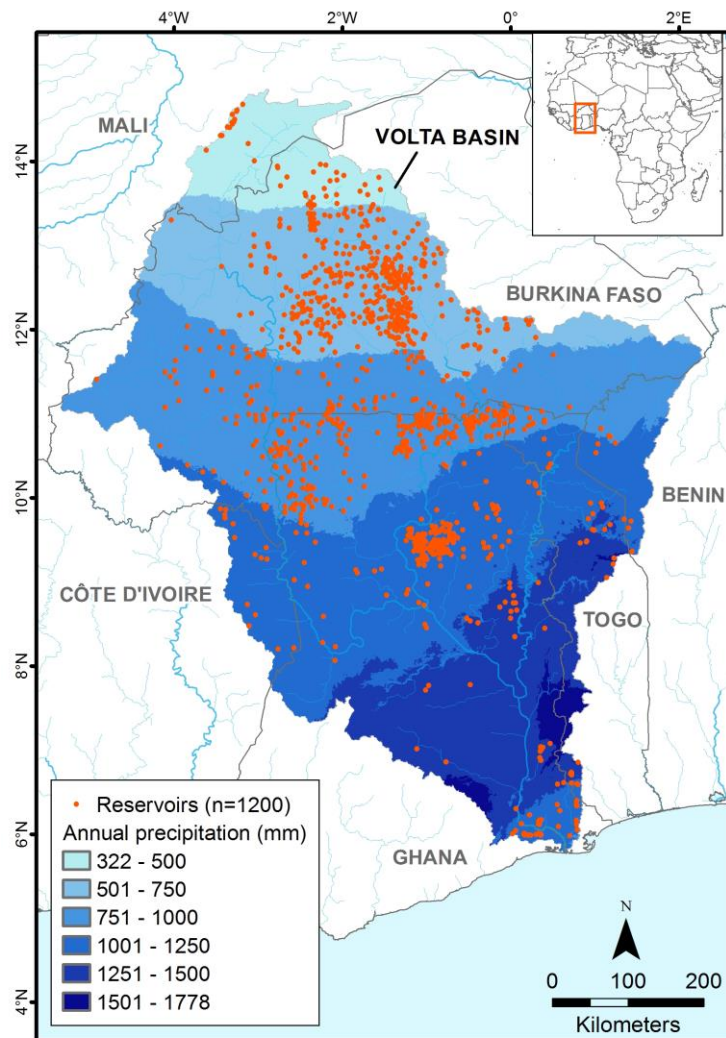 4°W
2°W
0°
2°E
MALI
14°N
VOLTA BASIN
BURKINA FASO
12°N
10°N
BENIN
CÔTE D'IVOIRE
TOGO
8°N
Reservoirs (n=1200)
Annual precipitation (mm)
322 - 500
501 - 750
751 - 1000
1001 - 1250
1251 - 1500
1501 - 1778
6°N
GHANA
N
4°N
0 100 200
Kilometers